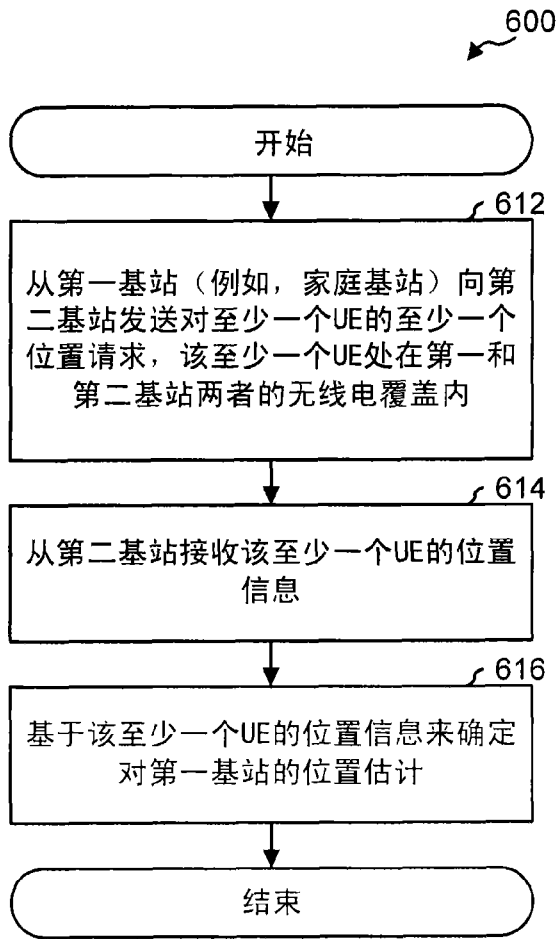 600
开始
612
从第一基站（例如，家庭基站）向第
二基站发送对至少一个UE的至少一个
位置请求，该至少一个UE处在第一和
第二基站两者的无线电覆盖内
614
从第二基站接收该至少一个UE的位置
信息
616
基于该至少一个UE的位置信息来确定
对第一基站的位置估计
结束